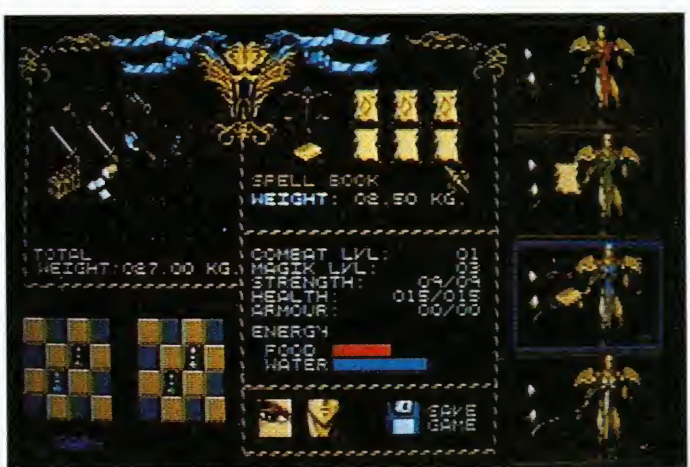 SPELL BOOK
WEIGHT: 02.50 KG.
TOTAL
WEIGHT:027.00 KG.
COMBAT LVL: 01
MAGIK LVL: 03
STRENGTH: 09/09
HEALTH: 015/015
ARMOUR: 00/00
ENERGY
FOOD
WATER
SAVE
GAME